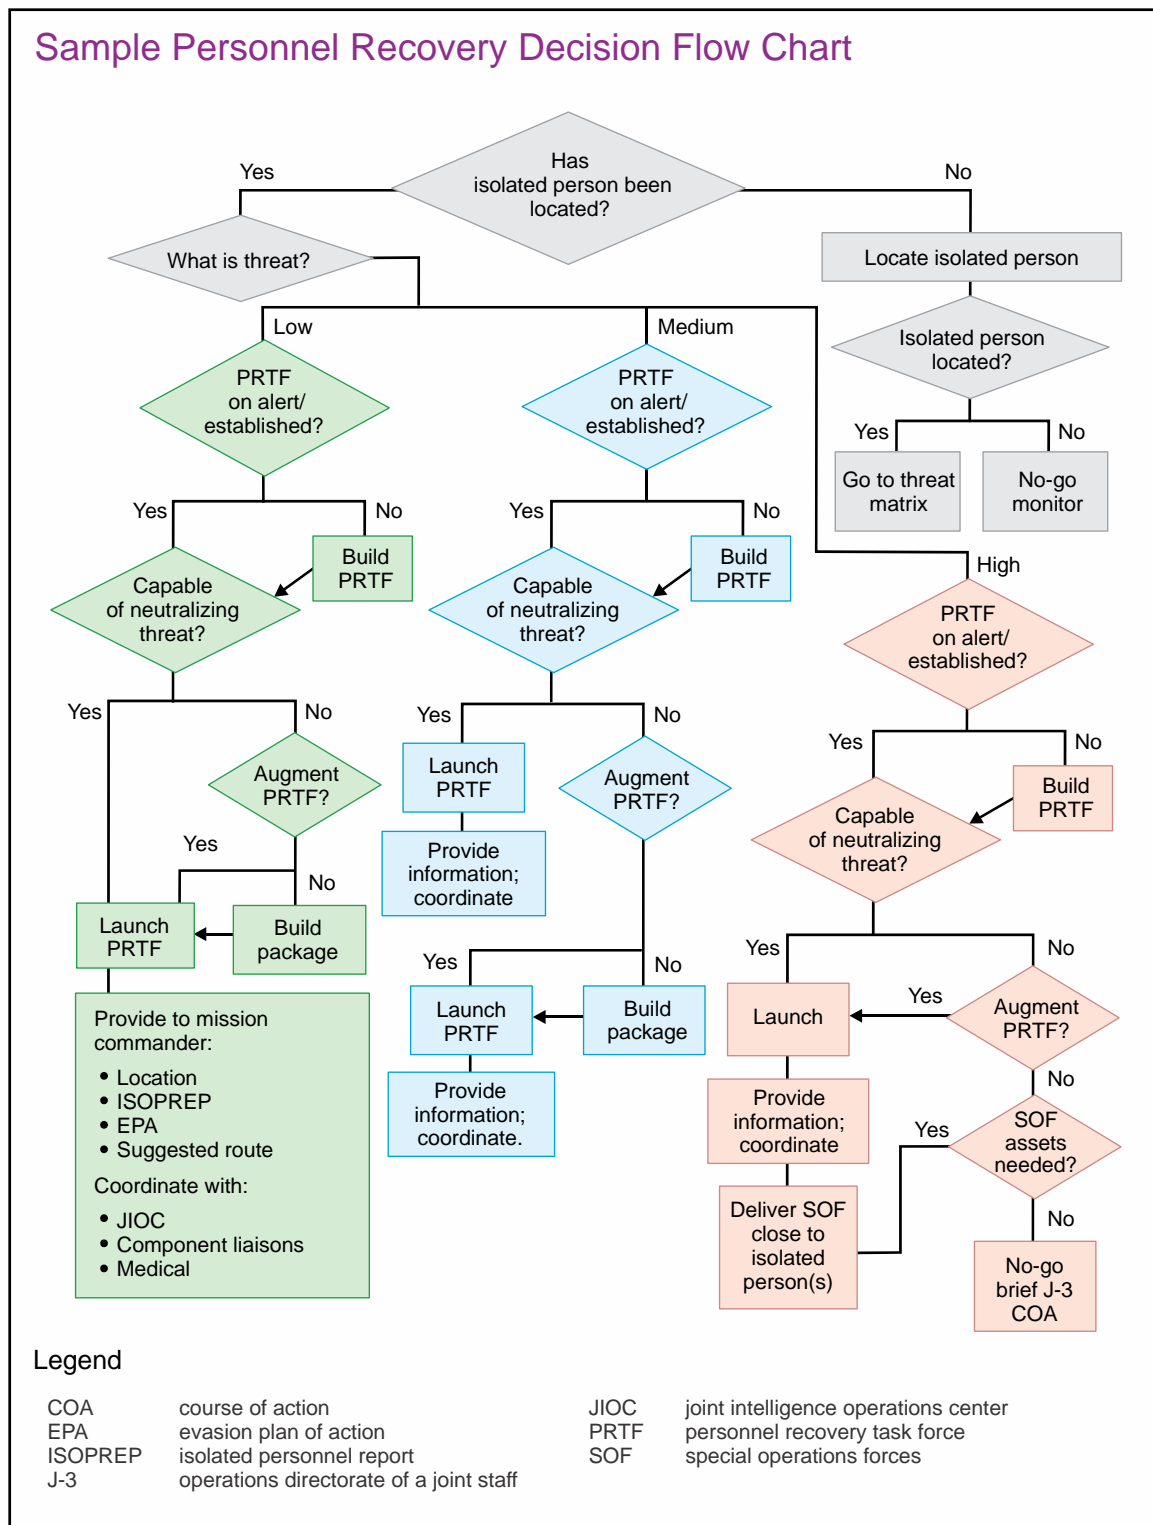 Sample Personnel Recovery Decision Flow Chart
Has
isolated person been
located?
Yes
No
What is threat?
Locate isolated person
Isolated person
located?
Yes
No
Go to threat
matrix
No-go
monitor
Low
Medium
High
PRTF
on alert/
established?
Yes
No
Build
PRTF
Capable
of neutralizing
threat?
Yes
No
Augment
PRTF?
Yes
No
Launch
PRTF
Build
package
Provide to mission
commander:
• Location
• ISOPREP
• EPA
• Suggested route
Coordinate with:
• JIOC
• Component liaisons
• Medical
PRTF
on alert/
established?
Yes
No
Build
PRTF
Capable
of neutralizing
threat?
Yes
No
Launch
PRTF
Augment
PRTF?
Provide
information;
coordinate
Yes
No
Launch
PRTF
Build
package
Provide
information;
coordinate.
PRTF
on alert/
established?
Yes
No
Build
PRTF
Capable
of neutralizing
threat?
Yes
No
Launch
Yes
Augment
PRTF?
No
Provide
information;
coordinate
Yes
SOF
assets
needed?
Deliver SOF
close to
isolated
person(s)
No
No-go
brief J-3
COA
Legend
COA course of action
EPA evasion plan of action
ISOPREP isolated personnel report
J-3 operations directorate of a joint staff
JIOC joint intelligence operations center
PRTF personnel recovery task force
SOF special operations forces